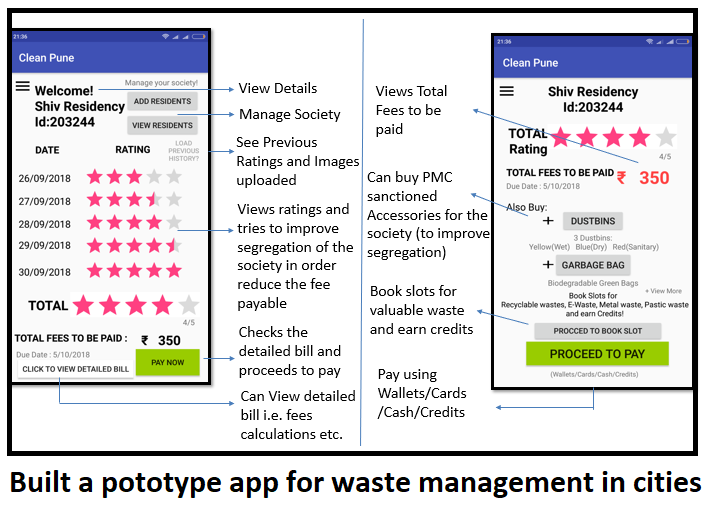 21:36
Clean Pune
Manage your society!
Welcome!
Shiv Residency
Id:203244
ADD RESIDENTS
VIEW RESIDENTS
DATE
RATING
LOAD
PREVIOUS
HISTORY?
26/09/2018
27/09/2018
28/09/2018
29/09/2018
30/09/2018
TOTAL
4/5
TOTAL FEES TO BE PAID :
₹ 350
Due Date : 5/10/2018
CLICK TO VIEW DETAILED BILL
PAY NOW
View Details
Manage Society
See Previous
Ratings and Images
uploaded
Views ratings and
tries to improve
segregation of the
society in order
reduce the fee
payable
Checks the
detailed bill and
proceeds to pay
Can View detailed
bill i.e. fees
calculations etc.
Views Total
Fees to be
paid
Can buy PMC
sanctioned
Accessories for the
society (to improve
segregation)
Book slots for
valuable waste
and earn credits
Pay using
Wallets/Cards
/Cash/Credits
21:36
Clean Pune
Shiv Residency
Id:203244
TOTAL
Rating
4/5
TOTAL FEES TO BE PAID
₹ 350
Due Date : 5/10/2018
Also Buy:
+ DUSTBINS
3 Dustbins:
Yellow(Wet) Blue(Dry) Red(Sanitary)
+ GARBAGE BAG
Biodegradable Green Bags
+ View More
Book Slots for
Recyclable wastes, E-Waste, Metal waste, Pastic waste
and earn Credits!
PROCCED TO BOOK SLOT
PROCEED TO PAY
(Wallets/Cards/Cash/Credits)
Built a pototype app for waste management in cities